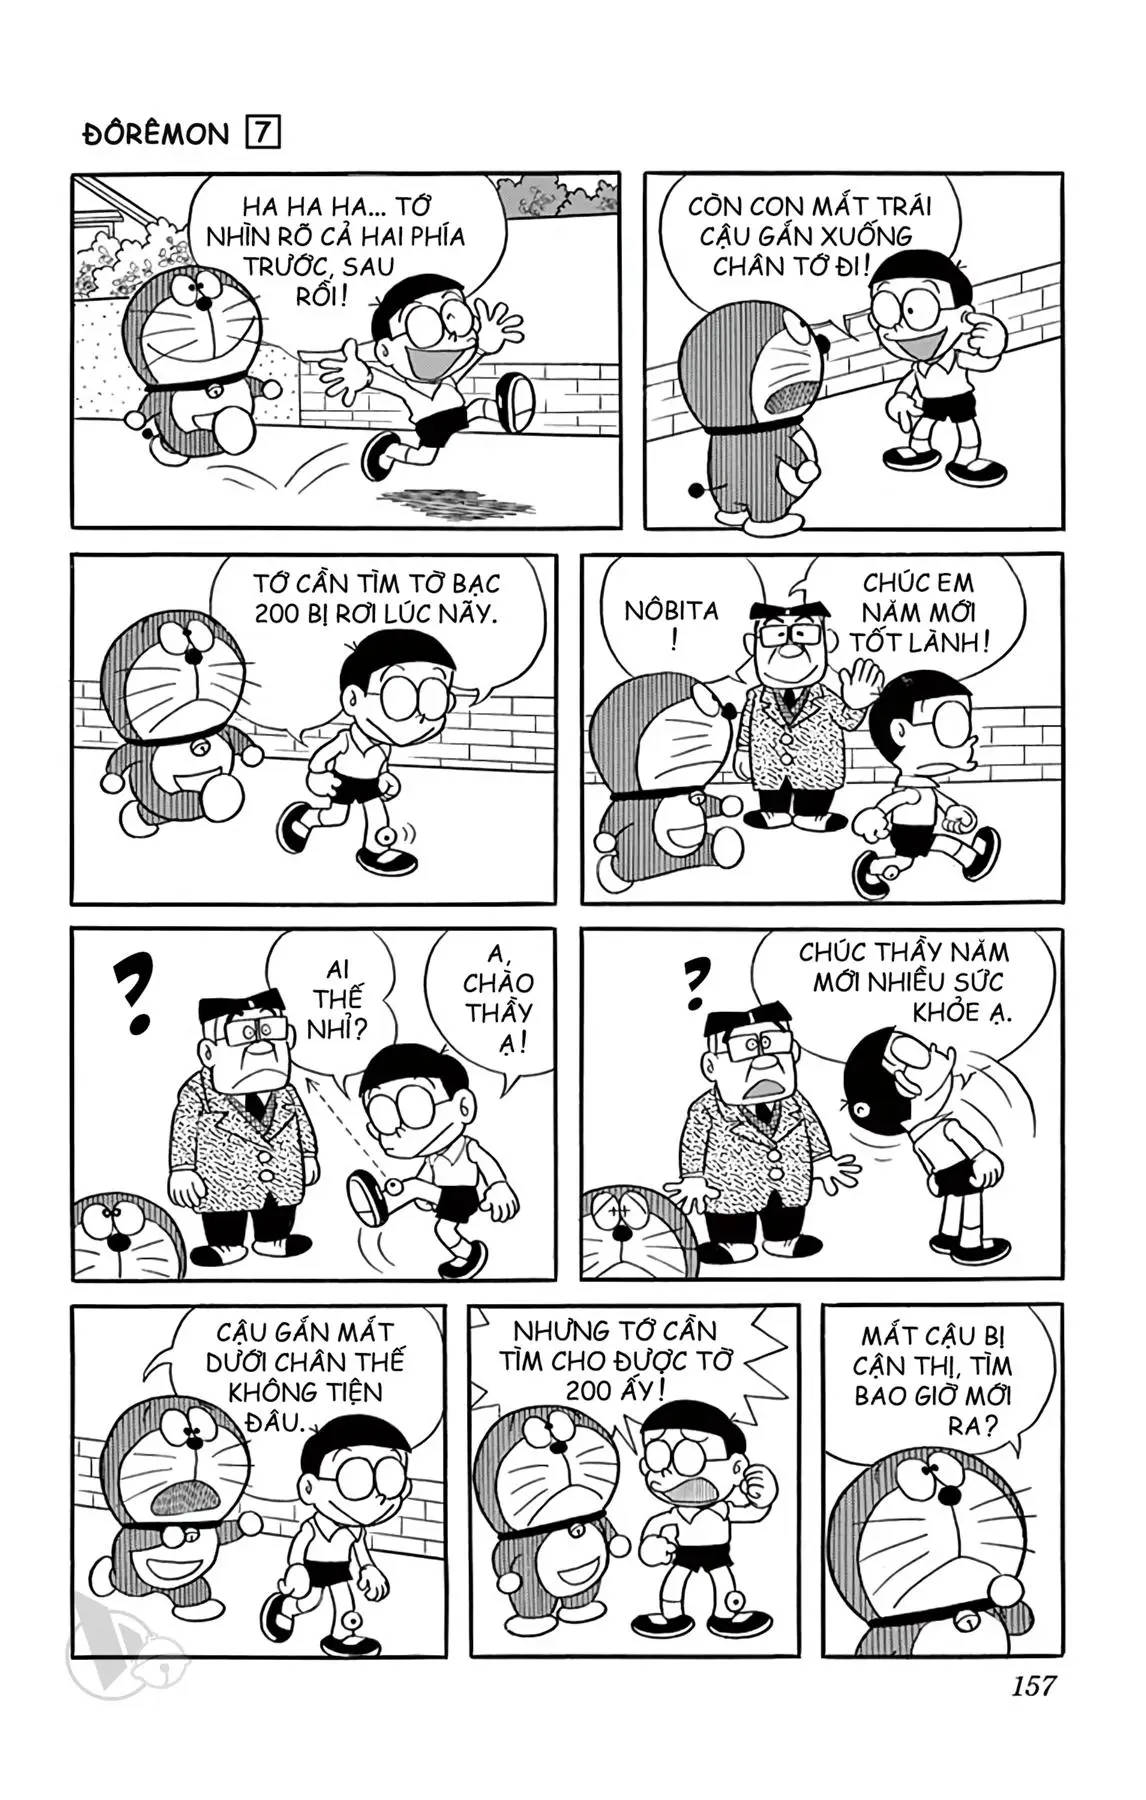 ĐÔRÊMON 7
HA HA HA... TỚ
NHÌN RÕ CẢ HAI PHÍA
TRƯỚC, SAU
RỒI!
CÒN CON MẮT TRÁI
CẬU GẮN XUỐNG
CHÂN TỚ ĐI!
TỚ CẦN TÌM TỜ BẠC
200 BỊ RƠI LÚC NÃY.
NÔBITA
!
CHÚC EM
NĂM MỚI
TỐT LÀNH!
?
AI
THẾ
NHỈ?
A,
CHÀO
THẦY
Ạ!
?
CHÚC THẦY NĂM
MỚI NHIỀU SỨC
KHỎE Ạ.
CẬU GẮN MẮT
DƯỚI CHÂN THẾ
KHÔNG TIỆN
ĐÂU.
NHƯNG TỚ CẦN
TÌM CHO ĐƯỢC TỜ
200 ẤY!
MẮT CẬU BỊ
CẬN THỊ, TÌM
BAO GIỜ MỚI
RA?
157